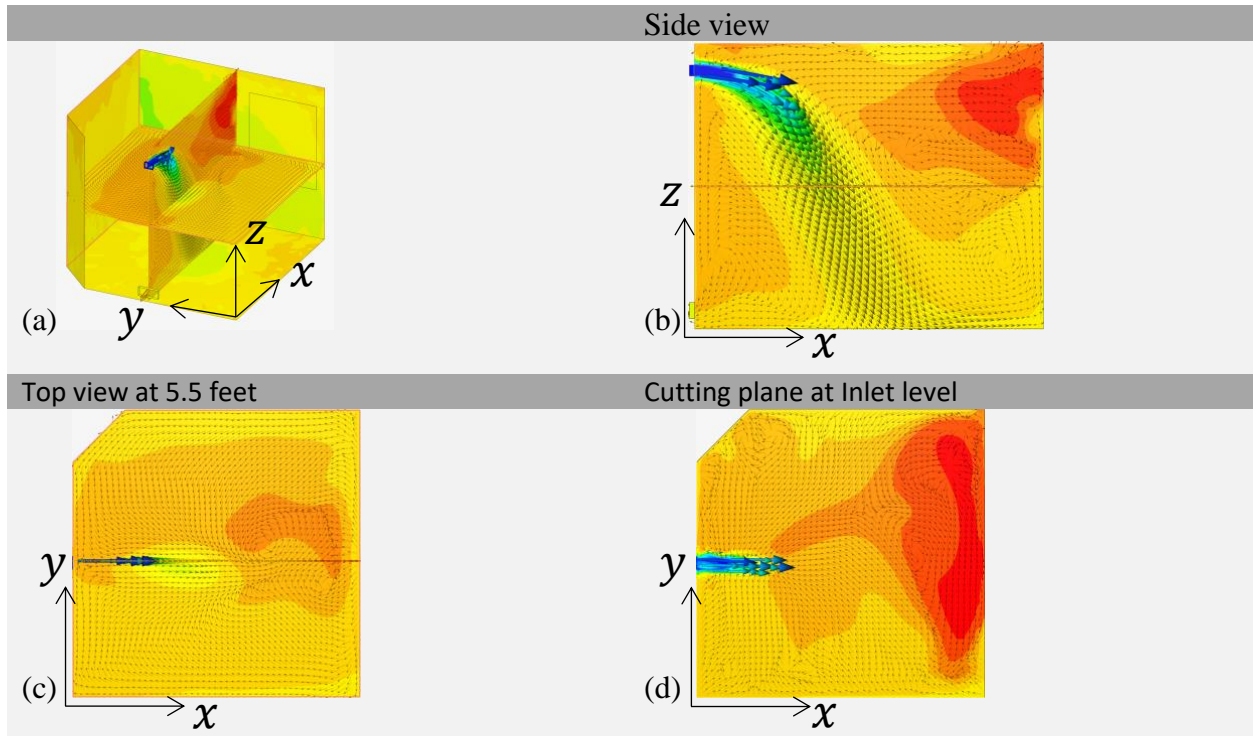 Side view
z
x
y
(a)
z
x
(b)
Top view at 5.5 feet
Cutting plane at Inlet level
y
x
(c)
y
x
(d)